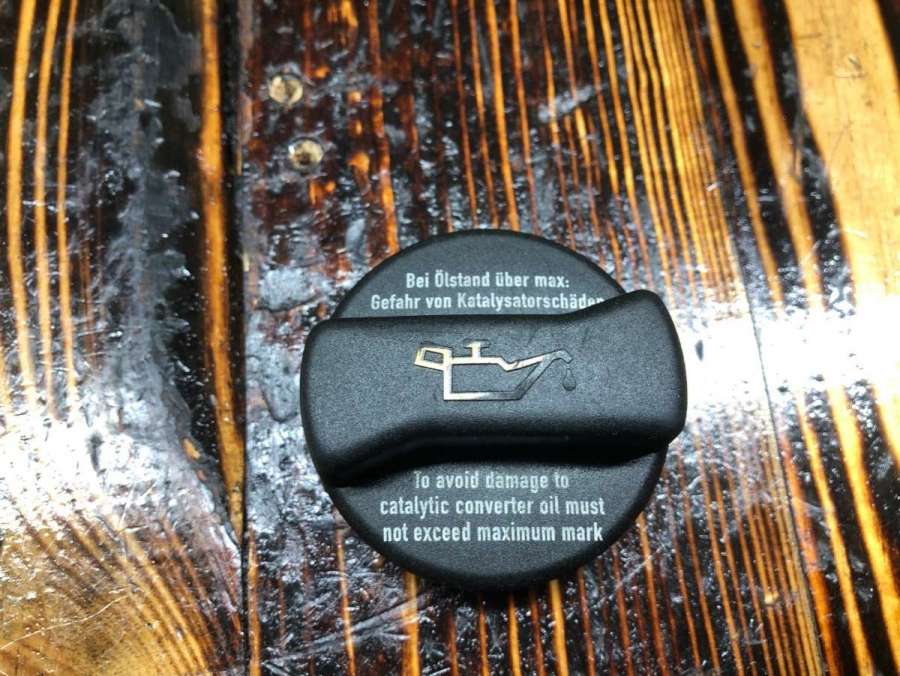 Bei Ölstand über max:
Gefahr von Katalysatorschäden
To avoid damage to
catalytic converter oil must
not exceed maximum mark